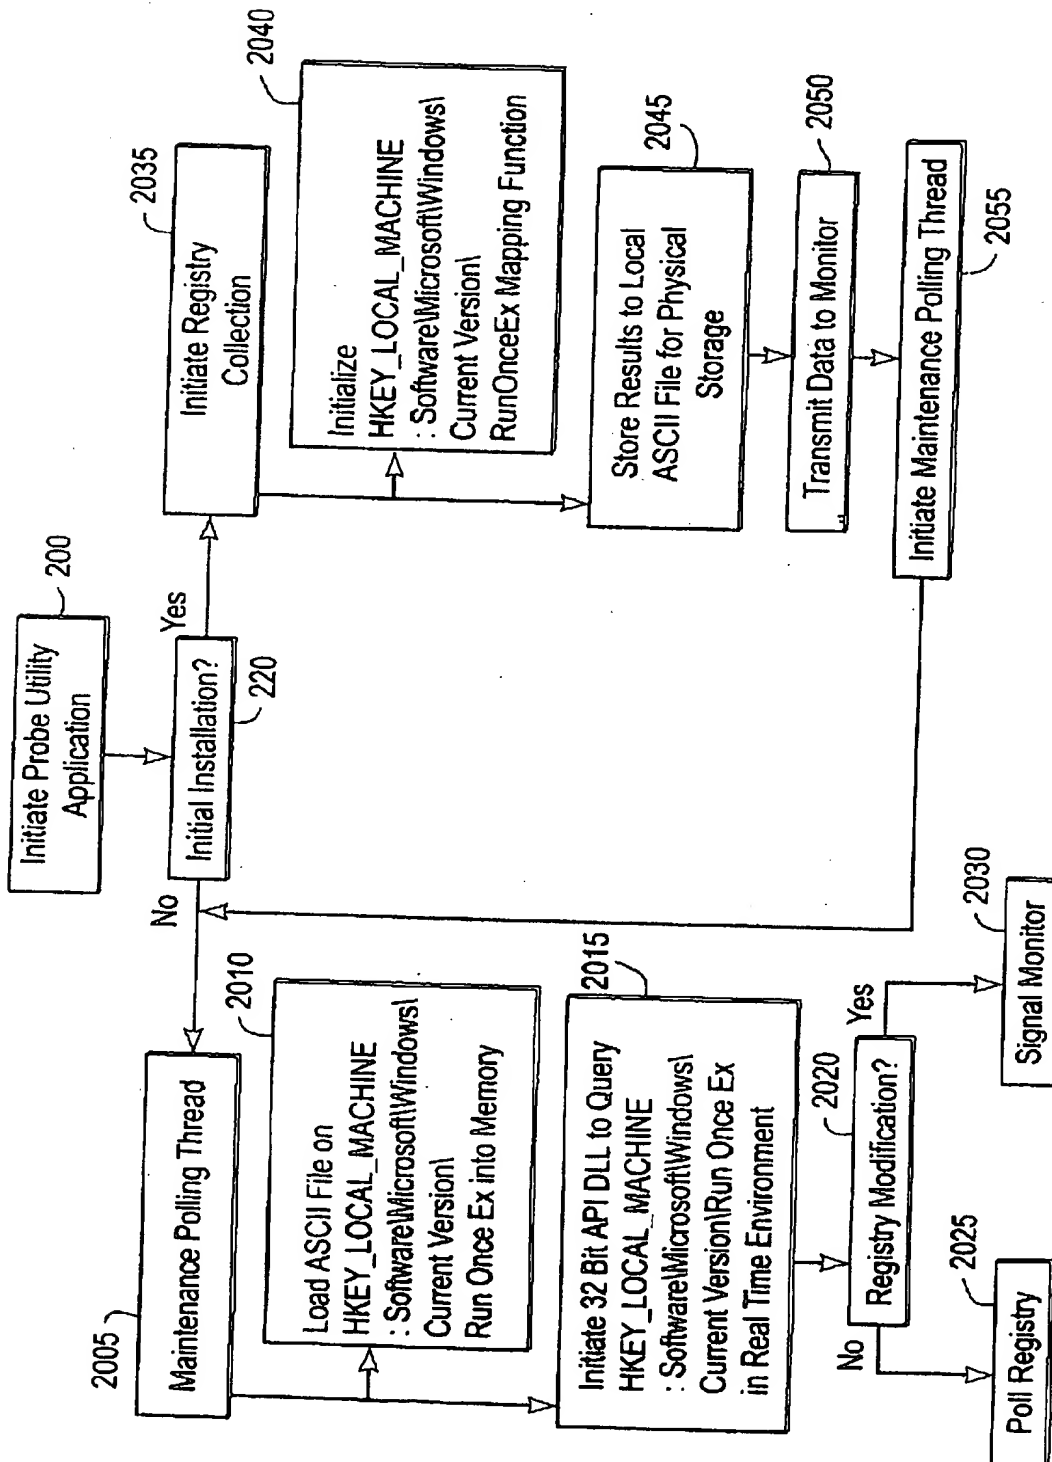 Initiate Probe Utility
Application
200
Initial Installation?
220
No
Yes
2005
Maintenance Polling Thread
2010
Load ASCII File on
HKEY_LOCAL_MACHINE
: Software\Microsoft\Windows\
Current Version\
Run Once Ex into Memory
2015
Initiate 32 Bit API DLL to Query
HKEY_LOCAL_MACHINE
: Software\Microsoft\Windows\
Current Version\Run Once Ex
in Real Time Environment
2020
Registry Modification?
No
Yes
2025
Poll Registry
2030
Signal Monitor
2035
Initiate Registry
Collection
2040
Initialize
HKEY_LOCAL_MACHINE
: Software\Microsoft\Windows\
Current Version\
RunOnceEx Mapping Function
2045
Store Results to Local
ASCII File for Physical
Storage
2050
Transmit Data to Monitor
2055
Initiate Maintenance Polling Thread